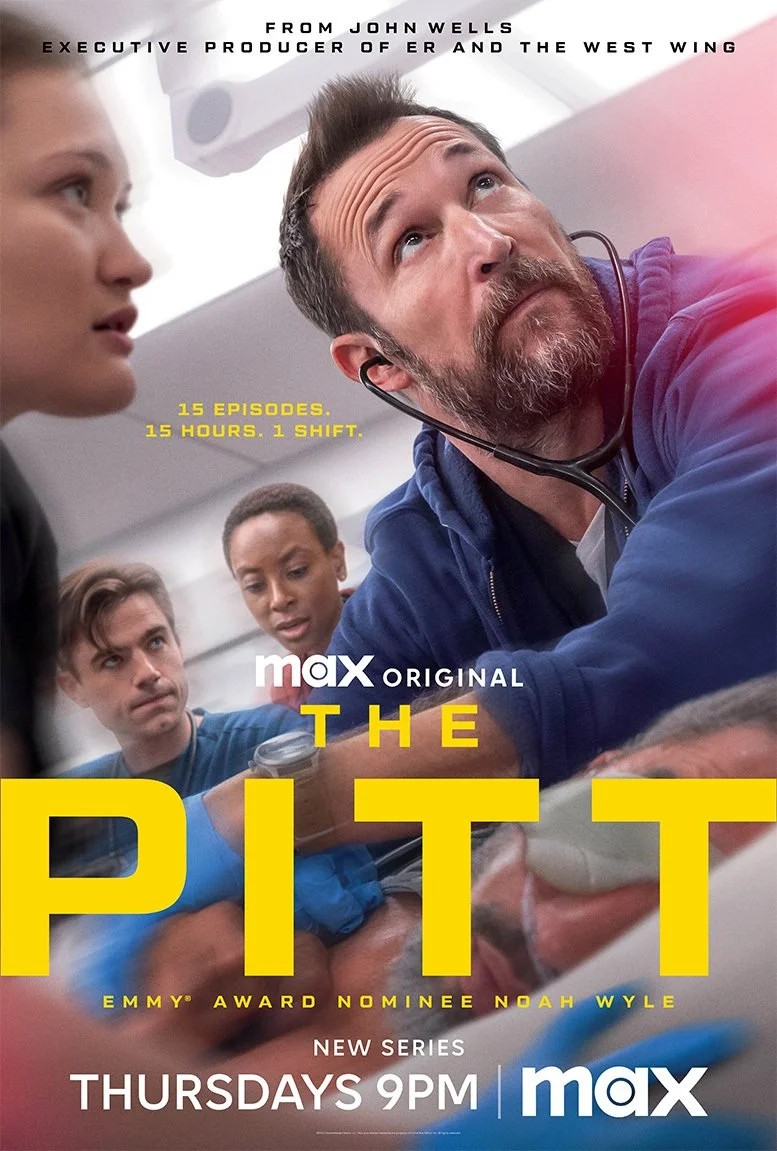 FROM JOHN WELLS
EXECUTIVE PRODUCER OF ER AND THE WEST WING
15 EPISODES.
15 HOURS. 1 SHIFT.
max ORIGINAL
THE
PITT
EMMY® AWARD NOMINEE NOAH WYLE
NEW SERIES
THURSDAYS 9PM | max